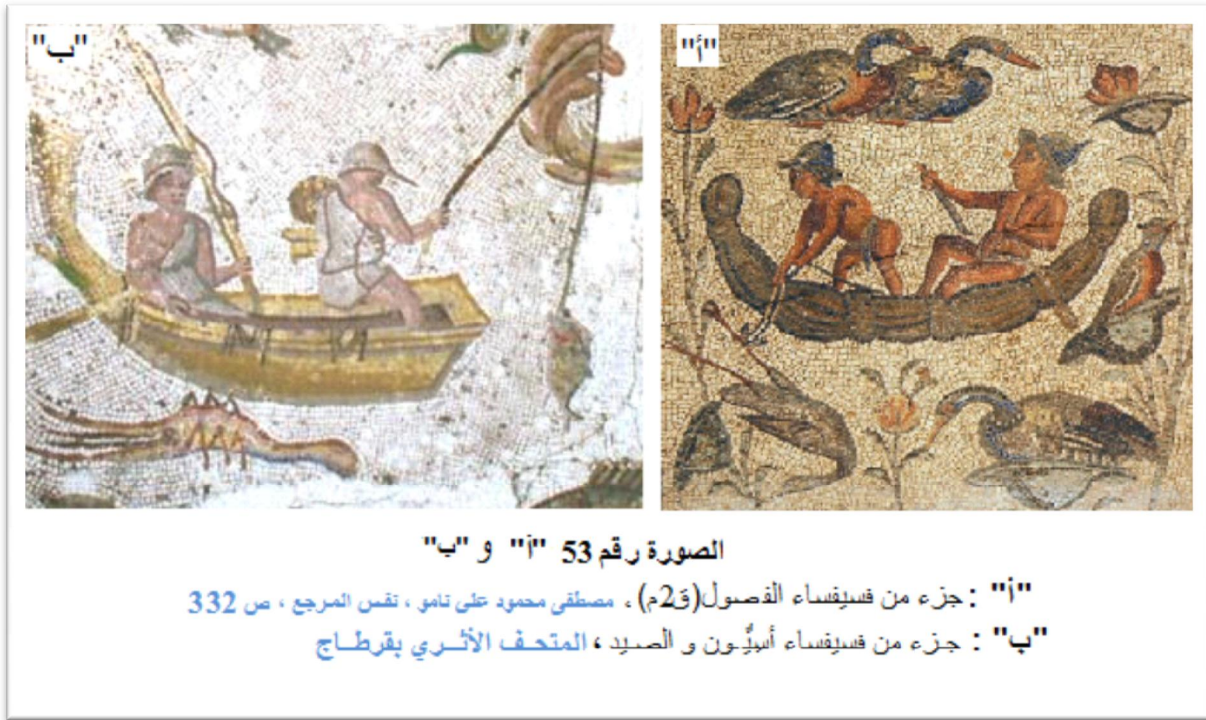 "أ"
"ب"
الصورة رقم 53 "أ" و "ب"
"أ" : جزء من فسيفساء الفصول(ق2م) ، مصطفى محمود على نامو ، نفس المرجع ، ص 332
"ب" : جزء من فسيفساء أسيُّون و الصيد ، المتحف الأثري بقرطاج